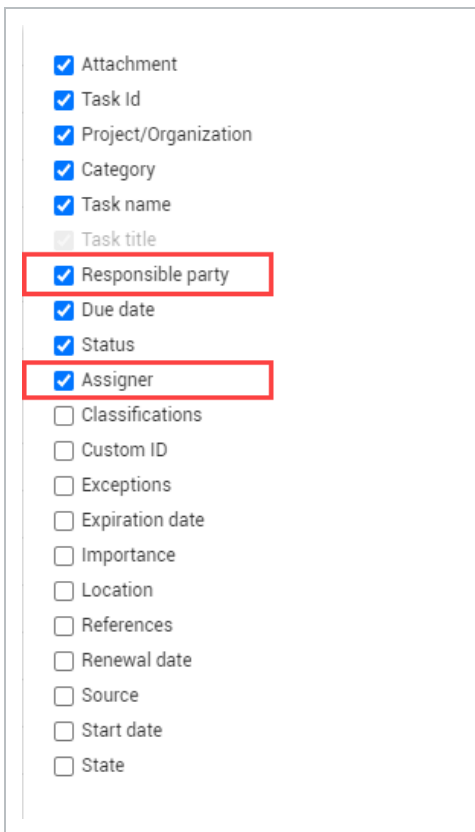 Attachment
Task Id
Project/Organization
Category
Task name
Task title
Responsible party
Due date
Status
Assigner
Classifications
Custom ID
Exceptions
Expiration date
Importance
Location
References
Renewal date
Source
Start date
State